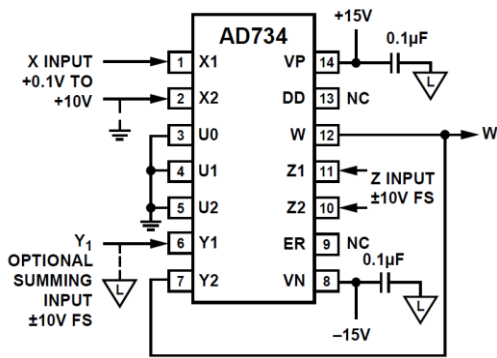 +15V
AD734
0.1µF
X INPUT
+0.1V TO
+10V
1 X1
VP 14
L
2 X2
DD 13 NC
3 U0
W 12
W
4 U1
Z1 11
Z INPUT
±10V FS
5 U2
Z2 10
Y1
OPTIONAL
SUMMING
INPUT
±10V FS
6 Y1
ER 9 NC
0.1µF
L
7 Y2
VN 8
L
–15V